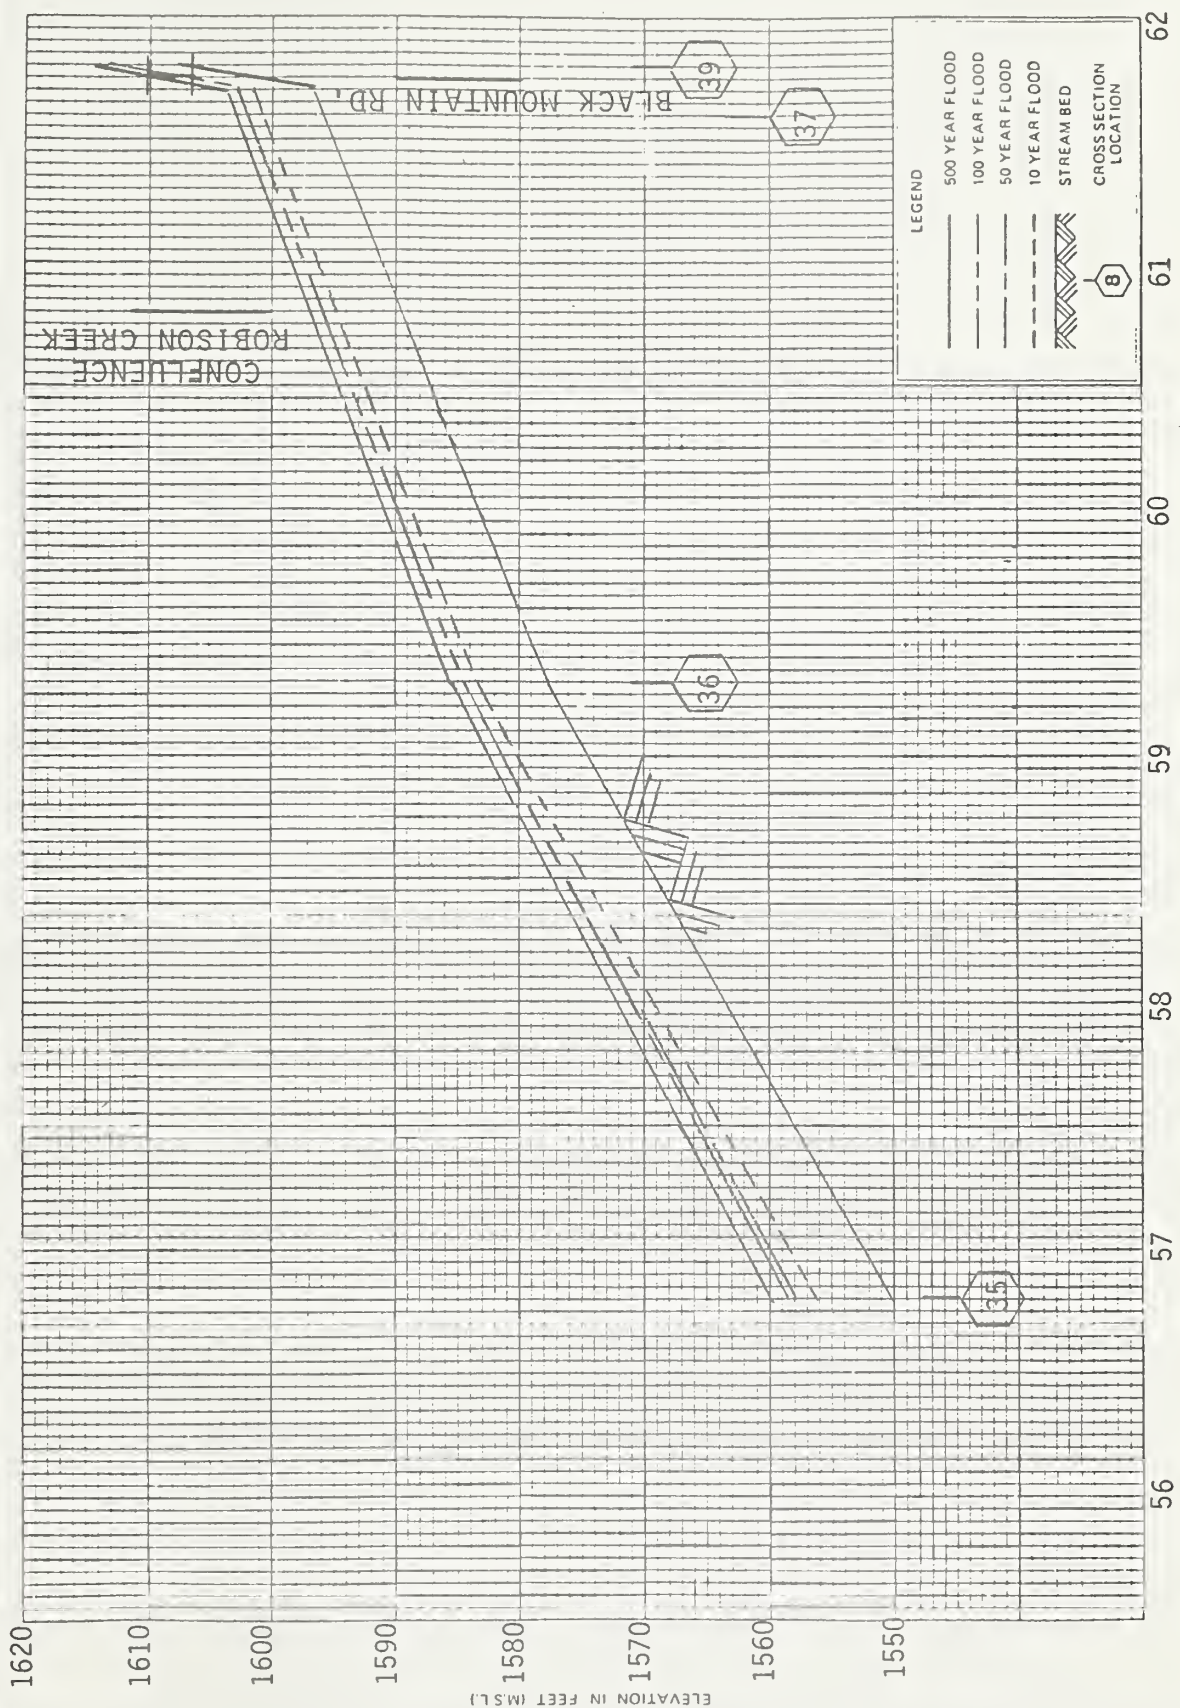 1620
1610
1600
1590
1580
1570
1560
1550
ELEVATION IN FEET (M.S.L.)
56
57
58
59
60
61
62
CONFLUENCE
ROBISON CREEK
BLACK MOUNTAIN RD.
35
36
37
39
LEGEND
500 YEAR FLOOD
100 YEAR FLOOD
50 YEAR FLOOD
10 YEAR FLOOD
STREAM BED
8
CROSS SECTION
LOCATION